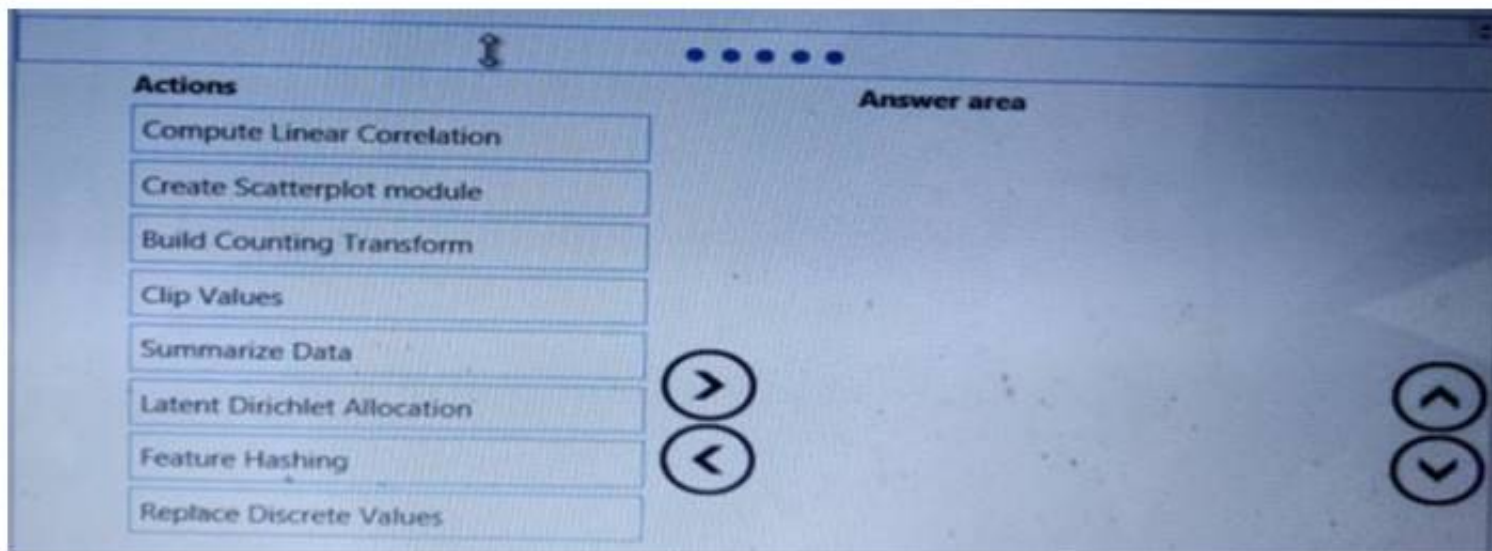 Actions
Answer area
Compute Linear Correlation
Create Scatterplot module
Build Counting Transform
Clip Values
Summarize Data
Latent Dirichlet Allocation
Feature Hashing
Replace Discrete Values